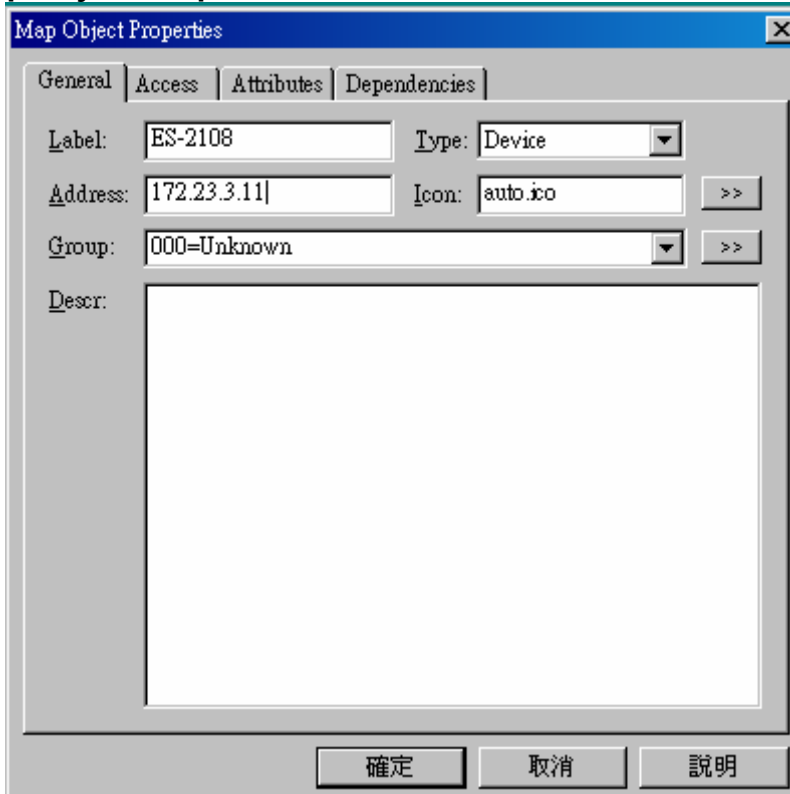 Map Object Properties
General Access Attributes Dependencies
Label: ES-2108 Type: Device
Address: 172.23.3.11 Icon: auto.ico >>
Group: 000=Unknown >>
Descr:
確定 取消 說明